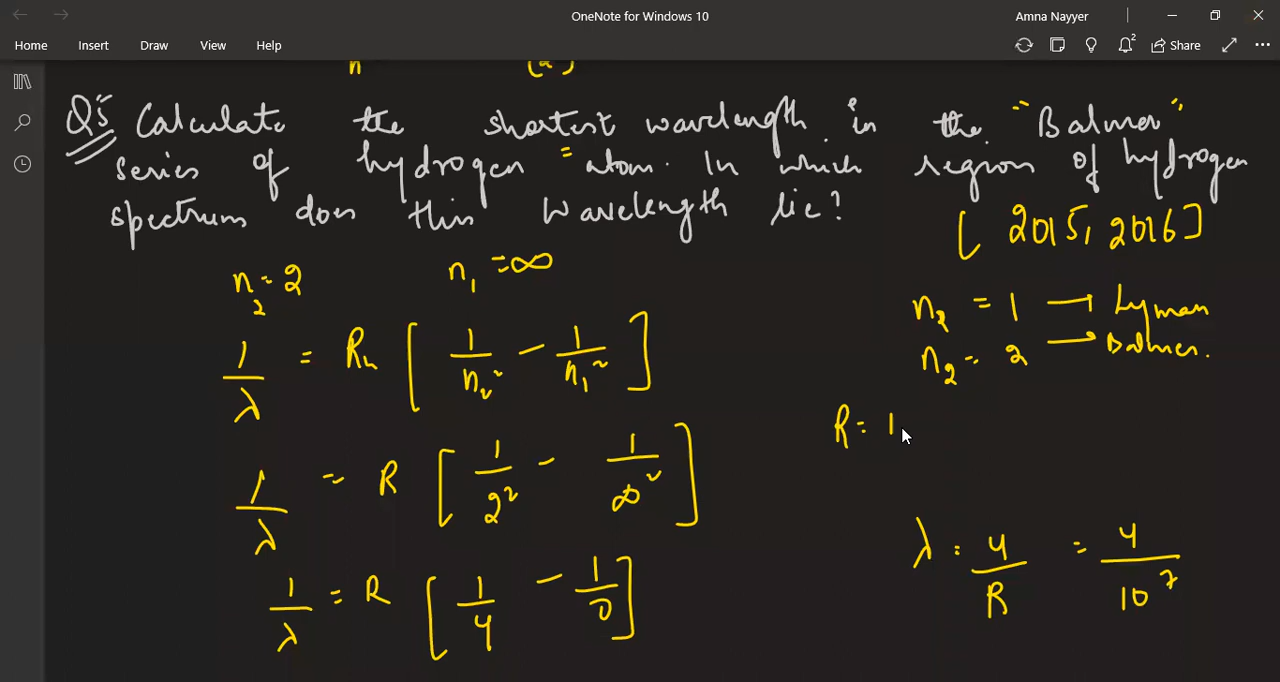 OneNote for Windows 10
Amna Nayyer
Home Insert Draw View Help
Share
n (2)
Q5 Calculate the shortest wavelength in the "Balmer"
series of hydrogen = atom. In which region of hydrogen
spectrum does this wavelength lie?
[ 2015, 2016 ]
n₂ = 2 n₁ = ∞
n₂ = 1 → Lyman
n₂ = 2 → Balmer.
1/λ = Rh [ 1/n₂² - 1/n₁² ]
R = 1
1/λ = R [ 1/2² - 1/∞² ]
λ = 4/R = 4/10⁷
1/λ = R [ 1/4 - 1/0 ]